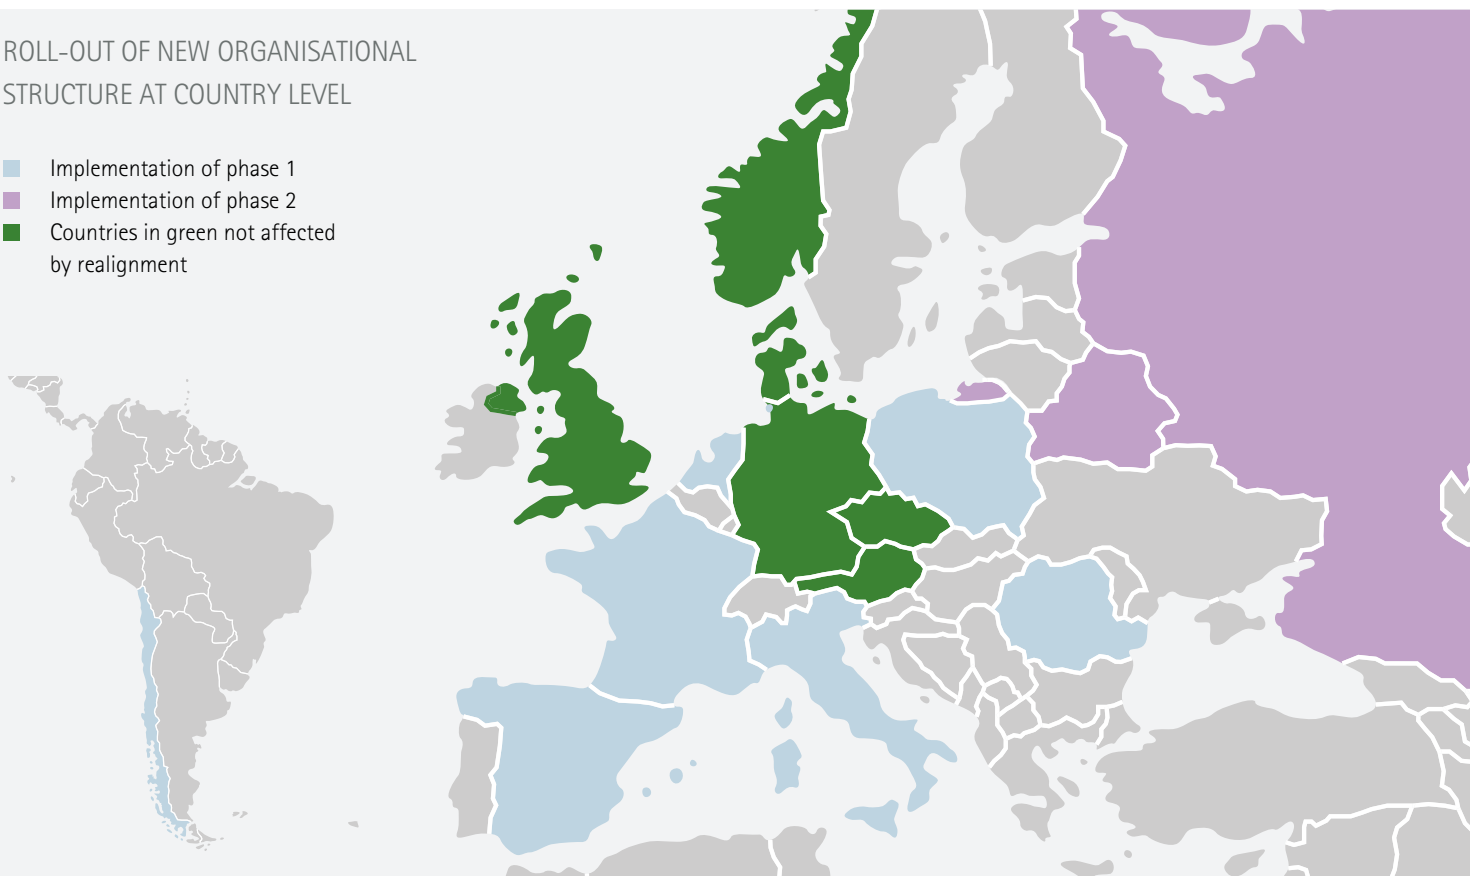 ROLL-OUT OF NEW ORGANISATIONAL
STRUCTURE AT COUNTRY LEVEL
Implementation of phase 1
Implementation of phase 2
Countries in green not affected
by realignment